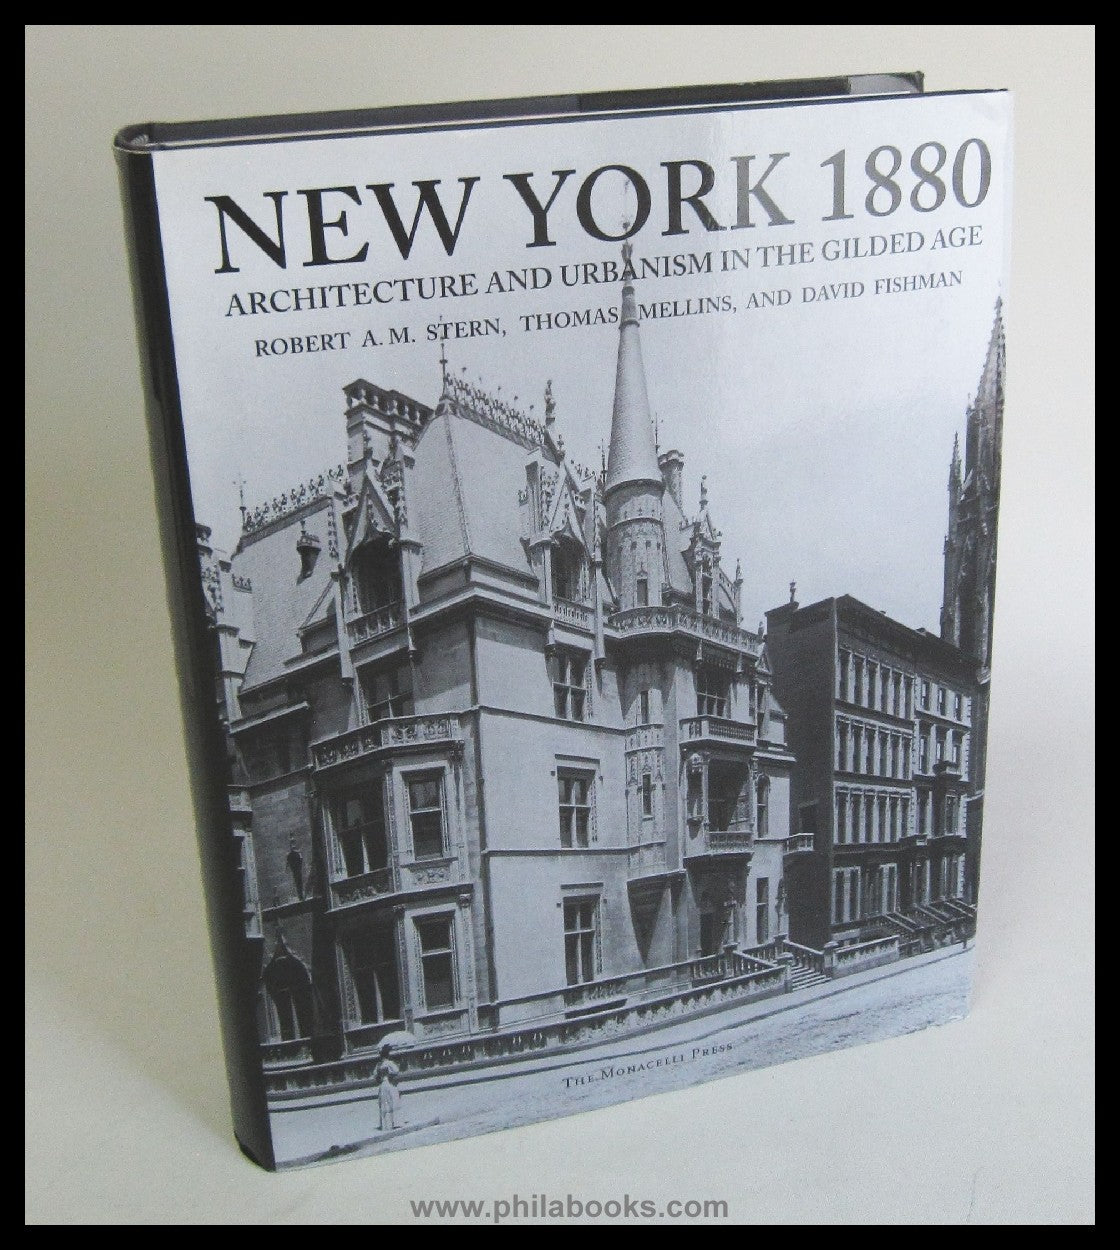 NEW YORK 1880
ARCHITECTURE AND URBANISM IN THE GILDED AGE
ROBERT A. M. STERN, THOMAS MELLINS, AND DAVID FISHMAN
THE MONACELLI PRESS
www.philabooks.com